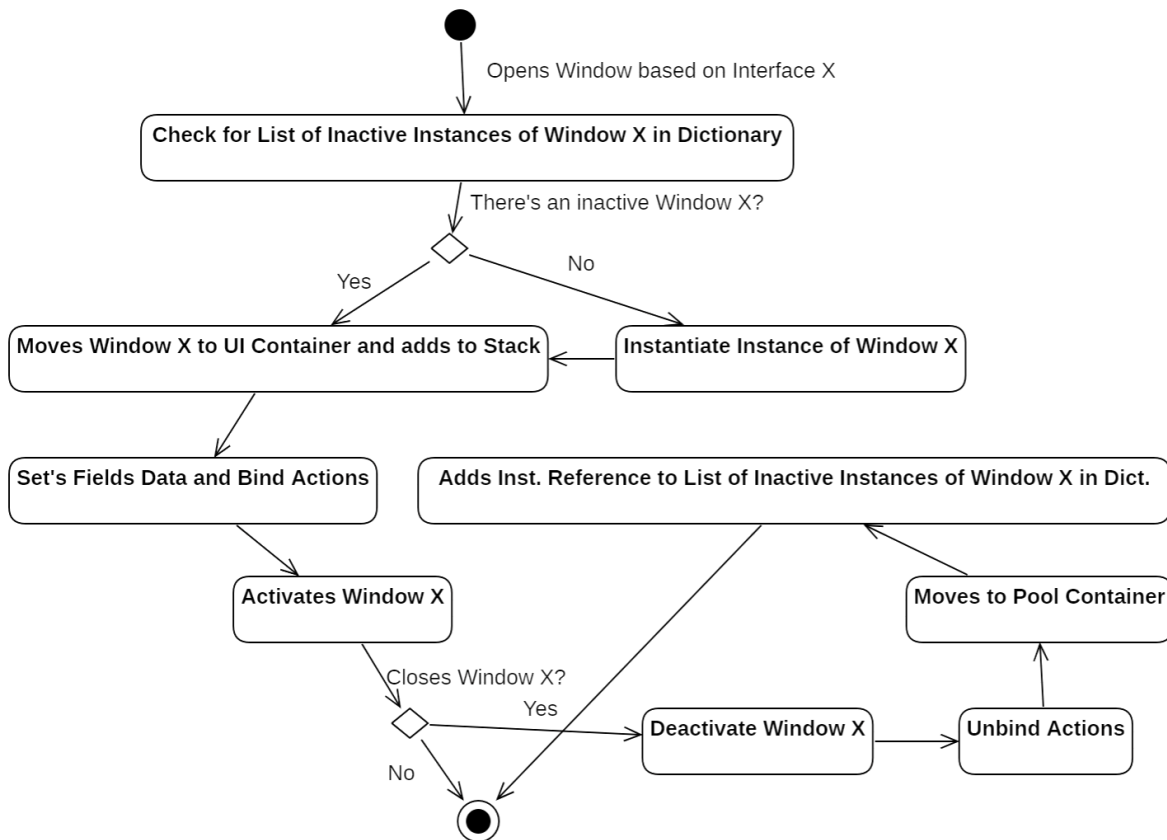 Opens Window based on Interface X
Check for List of Inactive Instances of Window X in Dictionary
There's an inactive Window X?
Yes
No
Moves Window X to UI Container and adds to Stack
Instantiate Instance of Window X
Set's Fields Data and Bind Actions
Adds Inst. Reference to List of Inactive Instances of Window X in Dict.
Activates Window X
Moves to Pool Container
Closes Window X?
Yes
Deactivate Window X
Unbind Actions
No